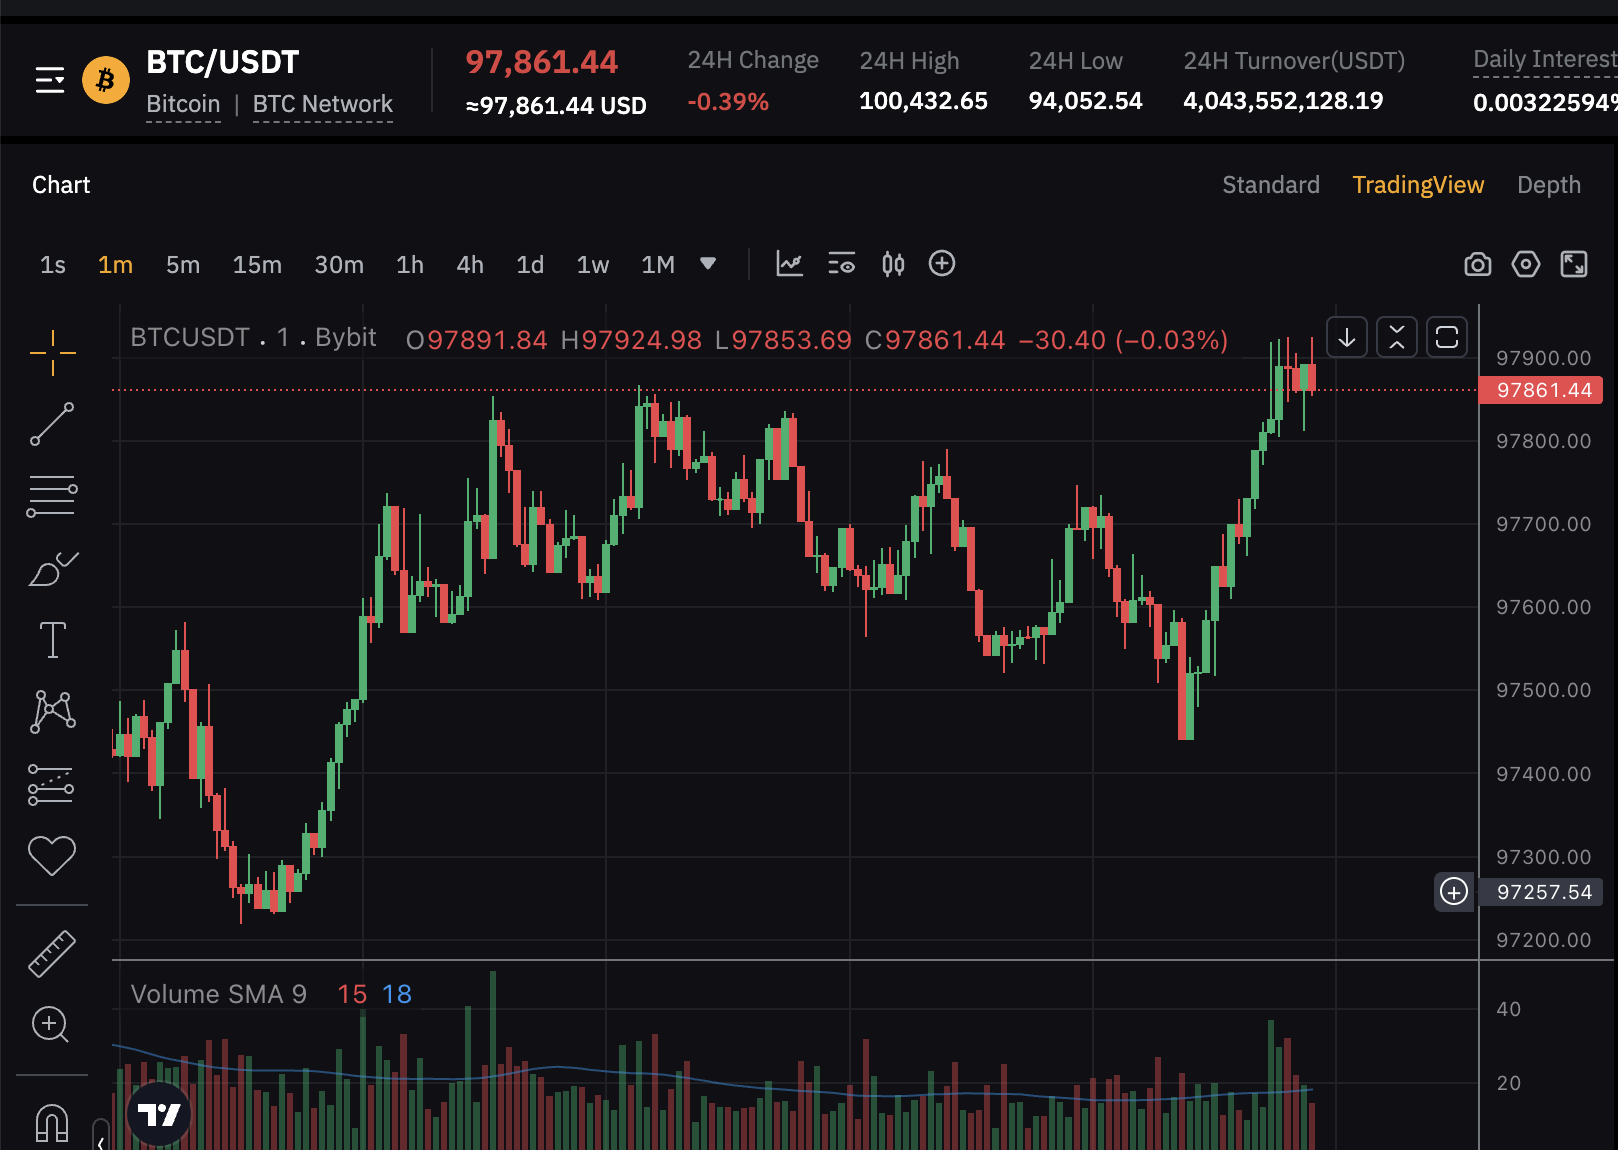 BTC/USDT
Bitcoin | BTC Network
97,861.44
≈97,861.44 USD
24H Change
-0.39%
24H High
100,432.65
24H Low
94,052.54
24H Turnover(USDT)
4,043,552,128.19
Daily Interest
0.00322594%
Chart
Standard TradingView Depth
1s 1m 5m 15m 30m 1h 4h 1d 1w 1M
BTCUSDT . 1 . Bybit O97891.84 H97924.98 L97853.69 C97861.44 −30.40 (−0.03%)
97900.00
97861.44
97800.00
97700.00
97600.00
97500.00
97400.00
97300.00
97257.54
97200.00
Volume SMA 9 15 18
40
20